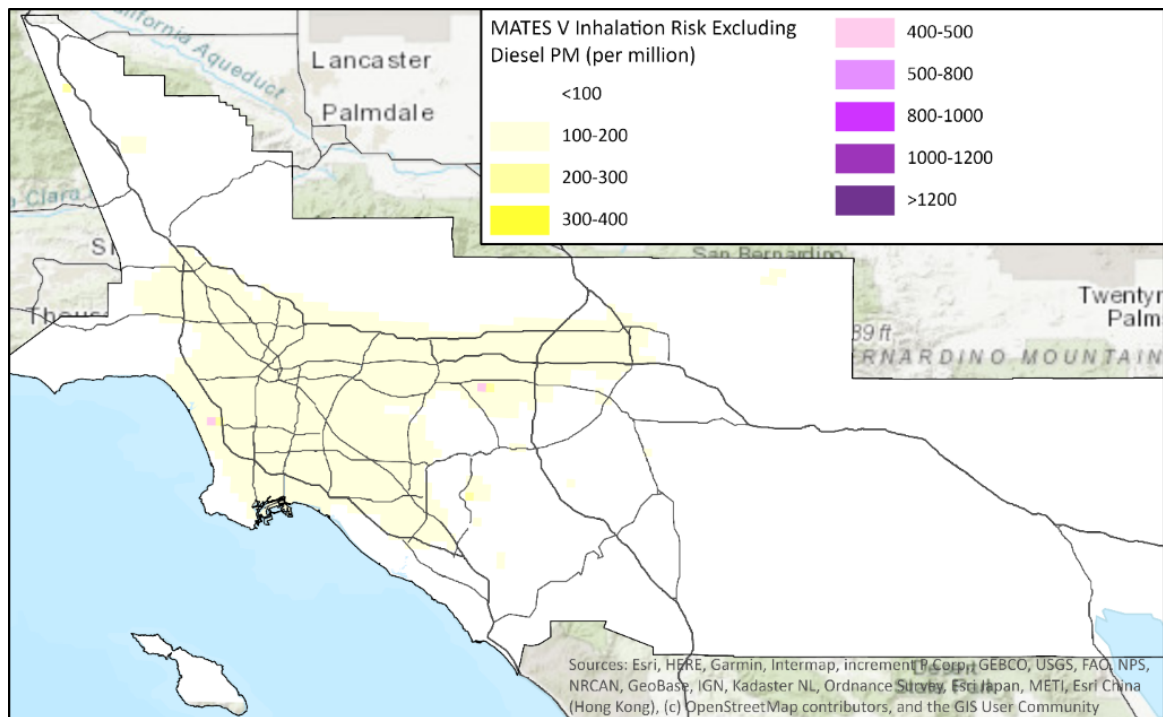 MATES V Inhalation Risk Excluding
Diesel PM (per million)
<100
100-200
200-300
300-400
400-500
500-800
800-1000
1000-1200
>1200
California Aqueduct
Lancaster
Palmdale
Clara
San Bernardino
Twentyn
Palm
89 ft
ERNARDINO MOUNTAIN
Sources: Esri, HERE, Garmin, Intermap, increment P Corp., GEBCO, USGS, FAO, NPS,
NRCAN, GeoBase, IGN, Kadaster NL, Ordnance Survey, Esri Japan, METI, Esri China
(Hong Kong), (c) OpenStreetMap contributors, and the GIS User Community